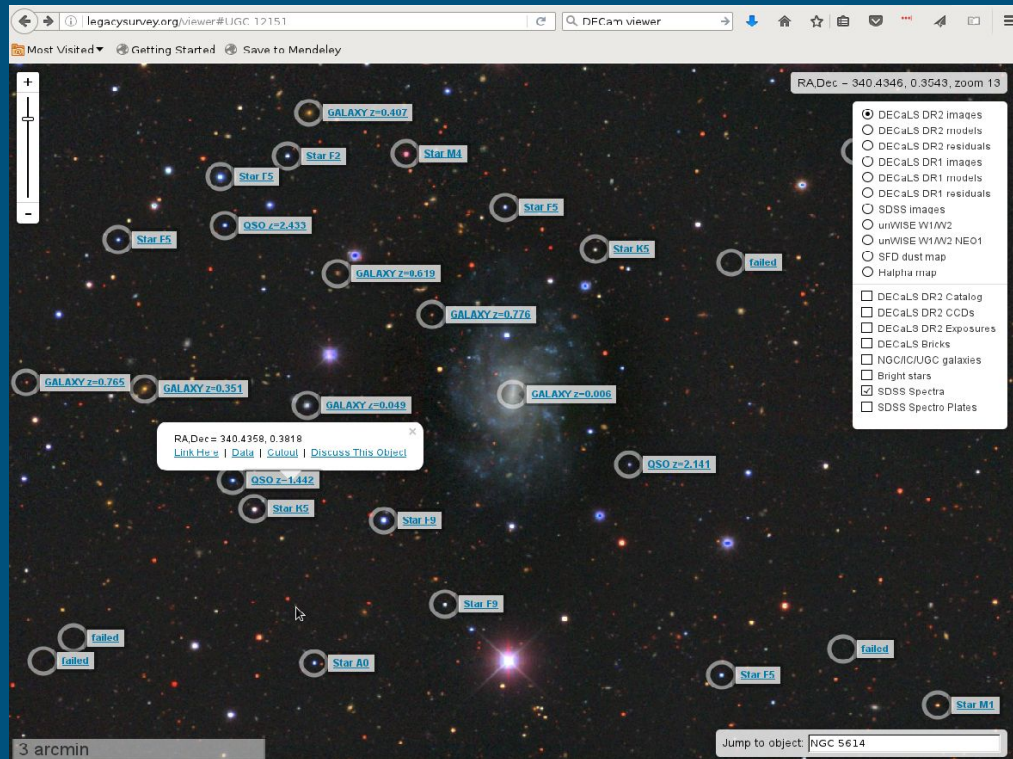 legacysurvey.org/viewer#UGC 12151
DECam viewer
Most Visited Getting Started Save to Mendeley
+
-
RA,Dec = 340.4346, 0.3543, zoom 13
DECaLS DR2 images
DECaLS DR2 models
DECaLS DR2 residuals
DECaLS DR1 images
DECaLS DR1 models
DECaLS DR1 residuals
SDSS images
unWISE W1/W2
unWISE W1/W2 NEO1
SFD dust map
Halpha map
DECaLS DR2 Catalog
DECaLS DR2 CCDs
DECaLS DR2 Exposures
DECaLS Bricks
NGC/IC/UGC galaxies
Bright stars
SDSS Spectra
SDSS Spectro Plates
GALAXY z=0.407
Star F2
Star M4
Star F5
Star F5
QSO z=2.433
Star F5
Star K5
failed
GALAXY z=0.619
GALAXY z=0.776
GALAXY z=0.765
GALAXY z=0.351
GALAXY z=0.049
GALAXY z=0.006
RA,Dec = 340.4358, 0.3818
×
Link Here | Data | Cutout | Discuss This Object
QSO z=2.141
QSO z=1.442
Star K5
Star F9
Star F9
failed
failed
Star A0
failed
Star F5
Star M1
3 arcmin
Jump to object: NGC 5614